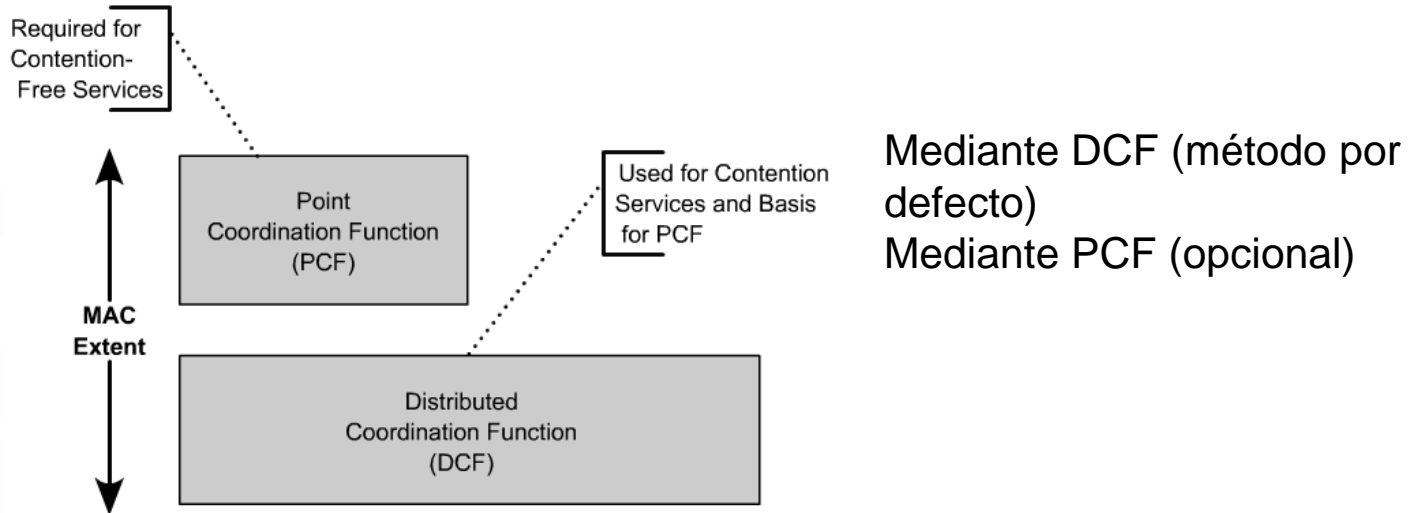 Required for
Contention-
Free Services
Point
Coordination Function
(PCF)
Used for Contention
Services and Basis
for PCF
MAC
Extent
Distributed
Coordination Function
(DCF)
Mediante DCF (método por
defecto)
Mediante PCF (opcional)